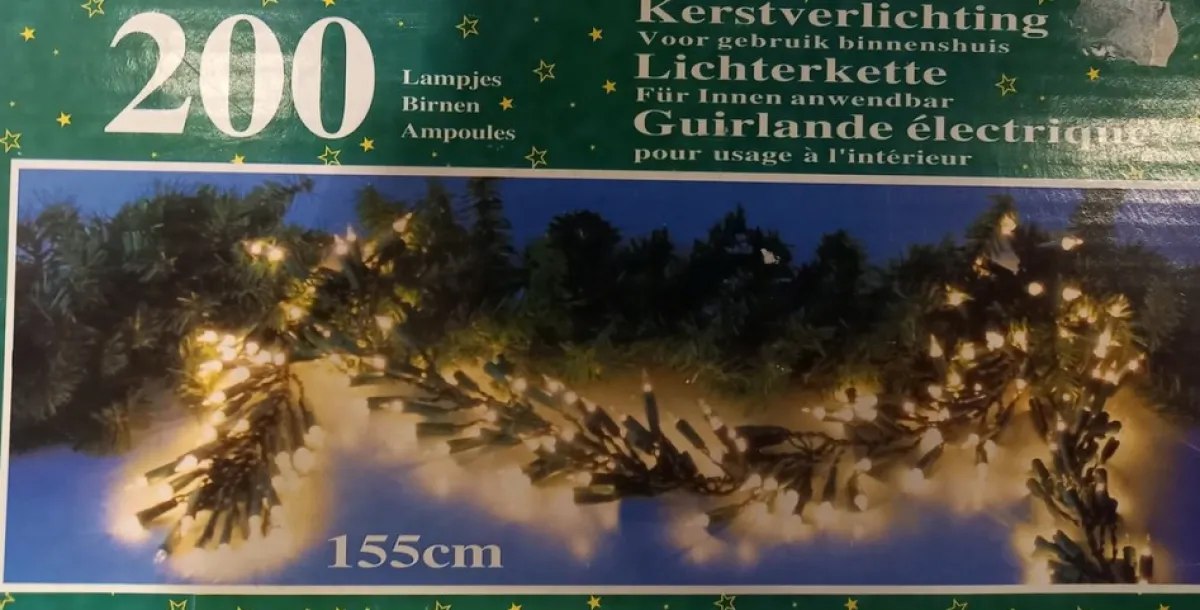 200
Lampjes
Birnen
Ampoules
Kerstverlichting
Voor gebruik binnenshuis
Lichterkette
Für Innen anwendbar
Guirlande électrique
pour usage à l'intérieur
155cm